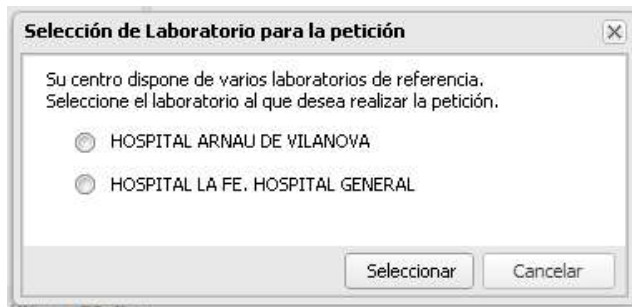 Selección de Laboratorio para la petición
Su centro dispone de varios laboratorios de referencia.
Seleccione el laboratorio al que desea realizar la petición.
HOSPITAL ARNAU DE VILANOVA
HOSPITAL LA FE. HOSPITAL GENERAL
Seleccionar
Cancelar